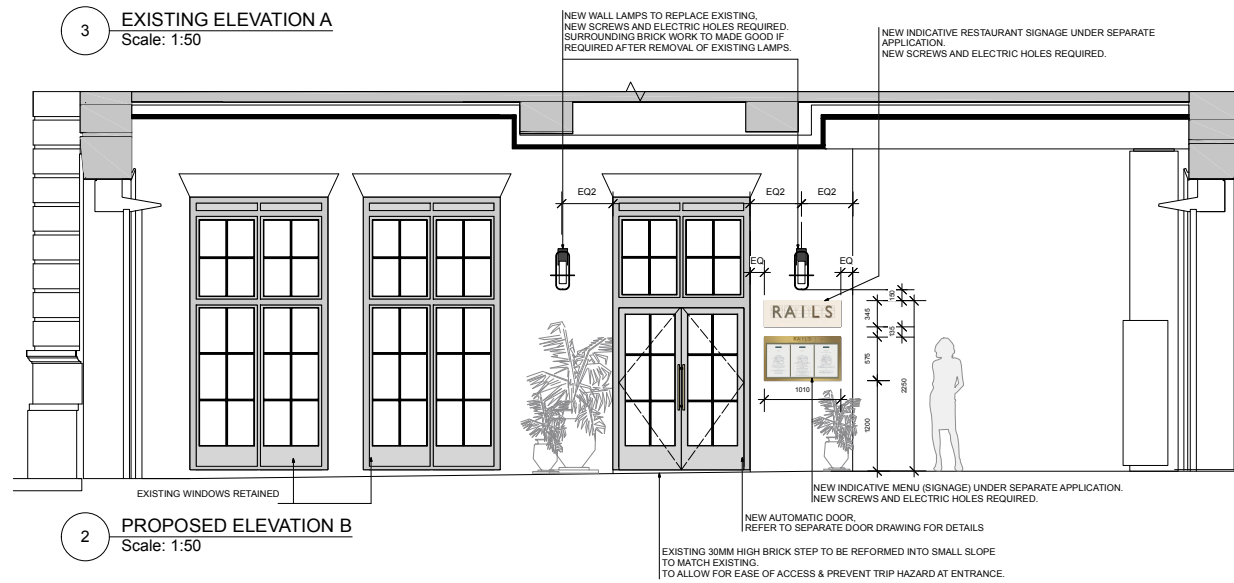 3
EXISTING ELEVATION A
Scale: 1:50
NEW WALL LAMPS TO REPLACE EXISTING,
NEW SCREWS AND ELECTRIC HOLES REQUIRED.
SURROUNDING BRICK WORK TO MADE GOOD IF
REQUIRED AFTER REMOVAL OF EXISTING LAMPS.
NEW INDICATIVE RESTAURANT SIGNAGE UNDER SEPARATE
APPLICATION.
NEW SCREWS AND ELECTRIC HOLES REQUIRED.
EQ2
EQ2
EQ2
EQ
EQ
150
345
135
575
2250
1200
RAILS
RAILS
1010
EXISTING WINDOWS RETAINED
NEW INDICATIVE MENU (SIGNAGE) UNDER SEPARATE APPLICATION.
NEW SCREWS AND ELECTRIC HOLES REQUIRED.
NEW AUTOMATIC DOOR,
REFER TO SEPARATE DOOR DRAWING FOR DETAILS
2
PROPOSED ELEVATION B
Scale: 1:50
EXISTING 30MM HIGH BRICK STEP TO BE REFORMED INTO SMALL SLOPE
TO MATCH EXISTING.
TO ALLOW FOR EASE OF ACCESS & PREVENT TRIP HAZARD AT ENTRANCE.